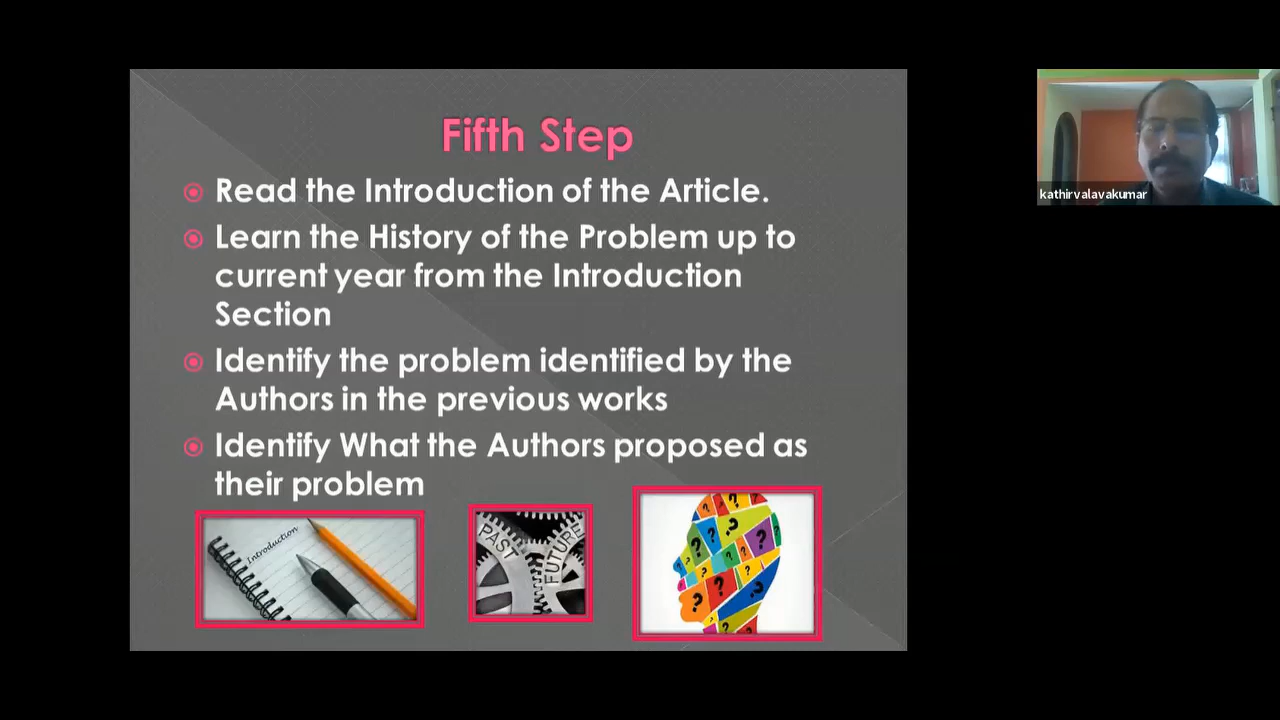 Fifth Step
Read the Introduction of the Article.
Learn the History of the Problem up to
current year from the Introduction
Section
Identify the problem identified by the
Authors in the previous works
Identify What the Authors proposed as
their problem
Introduction
PAST
FUTURE
? ? ? ? ? ? ? ? ? ? ? ? ?
kathirvalavakumar